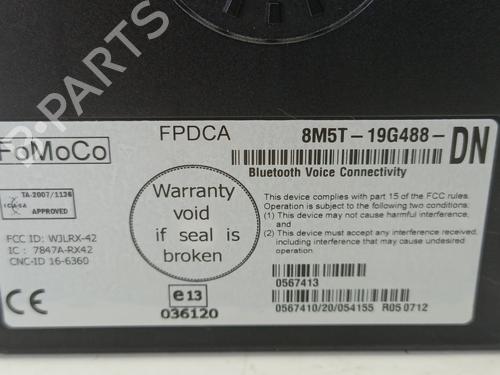 B-PARTS
FoMoCo
FPDCA
8M5T-19G488-DN
Bluetooth Voice Connectivity
TA-2007/1136
ICASA
APPROVED
FCC ID: WJLRX-42
IC : 7847A-RX42
CNC-ID 16-6360
CE
Warranty
void
if seal is
broken
This device complies with part 15 of the FCC rules.
Operation is subject to the following two conditions.
(1) This device may not cause harmful interference,
and
(2) This device must accept any interference received,
including interference that may cause undesired
operation.
0567413
e13
036120
0567410/20/054155 R05 0712